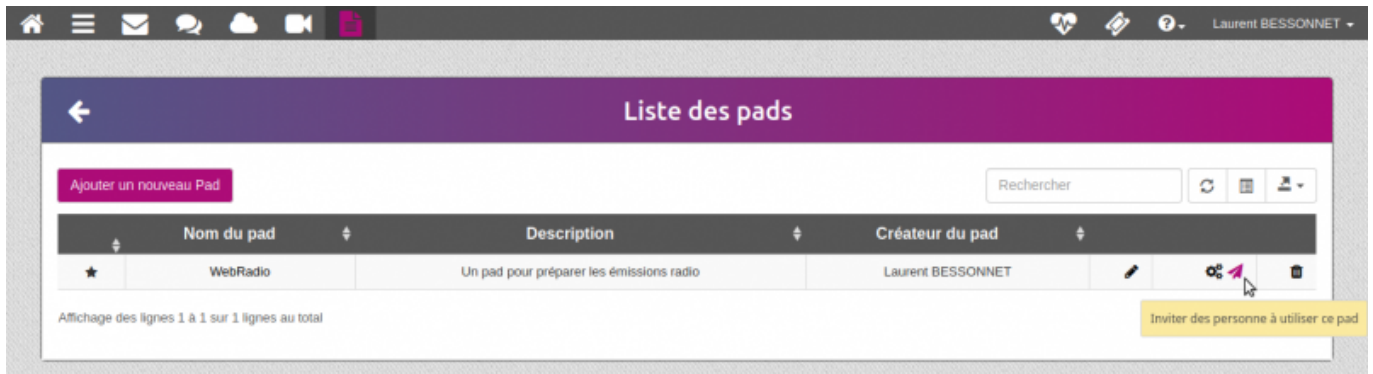 Laurent BESSONNET
Liste des pads
Ajouter un nouveau Pad
Rechercher
Nom du pad Description Créateur du pad
WebRadio Un pad pour préparer les émissions radio Laurent BESSONNET
Affichage des lignes 1 à 1 sur 1 lignes au total
Inviter des personne à utiliser ce pad